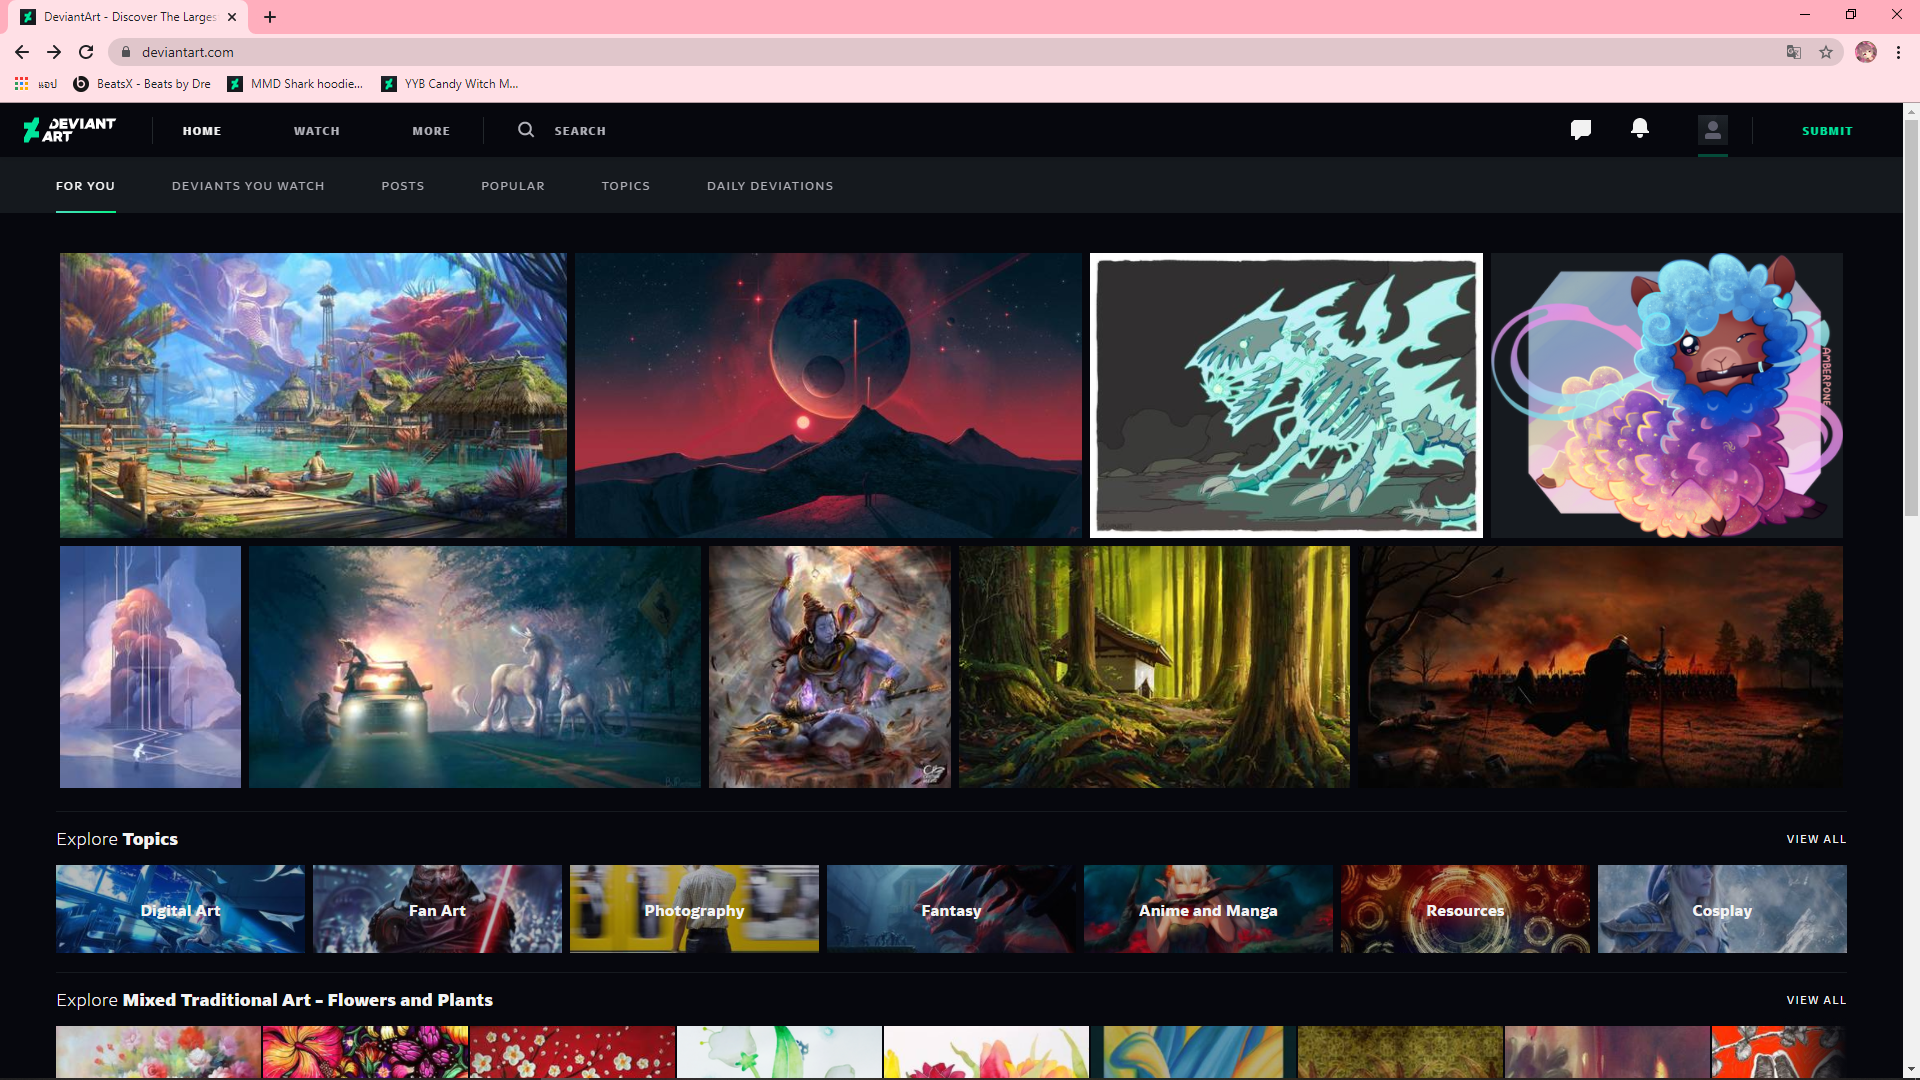 DeviantArt - Discover The Larges
deviantart.com
แอป
BeatsX - Beats by Dre
MMD Shark hoodie...
YYB Candy Witch M...
DEVIANT ART
HOME
WATCH
MORE
SEARCH
SUBMIT
FOR YOU
DEVIANTS YOU WATCH
POSTS
POPULAR
TOPICS
DAILY DEVIATIONS
AMBERPONE
Explore Topics
VIEW ALL
Digital Art
Fan Art
Photography
Fantasy
Anime and Manga
Resources
Cosplay
Explore Mixed Traditional Art – Flowers and Plants
VIEW ALL